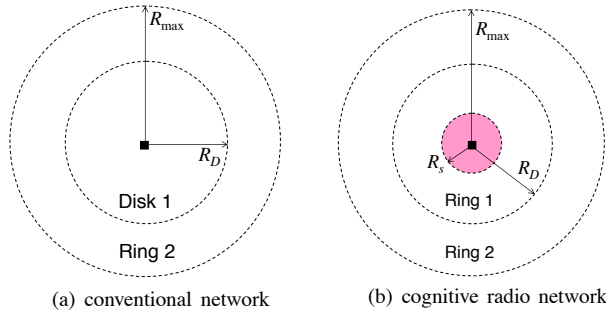 R_max
R_D
Disk 1
Ring 2
(a) conventional network
R_max
R_s
R_D
Ring 1
Ring 2
(b) cognitive radio network